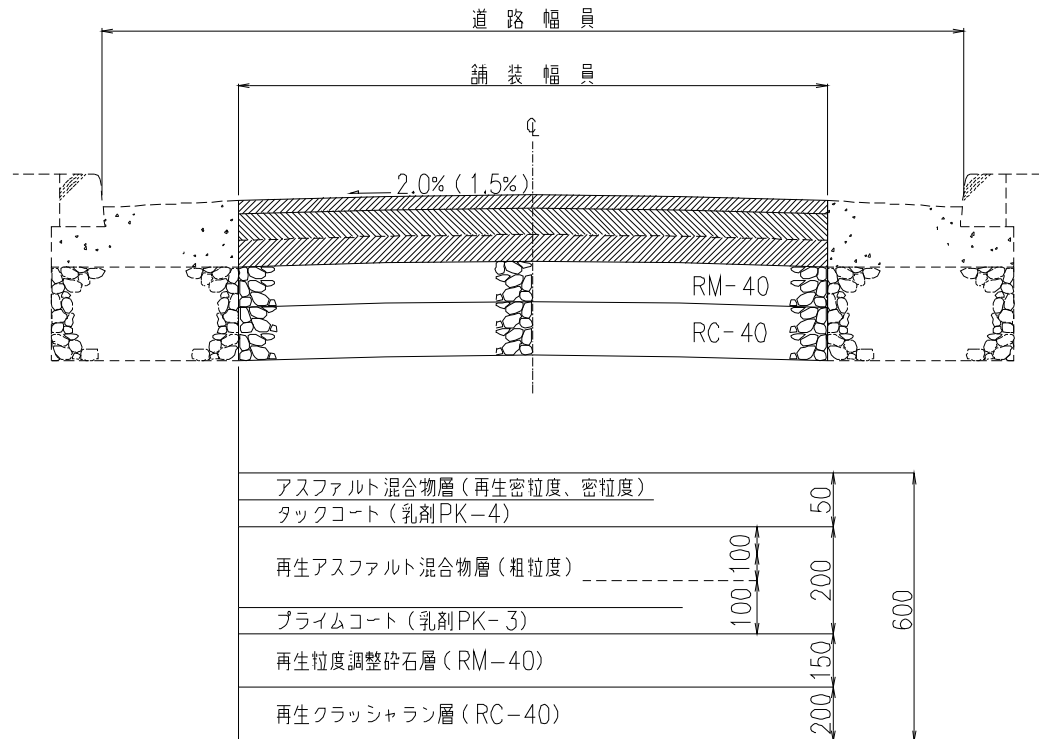 道路幅員
舗装幅員
℄
2.0%(1.5%)
RM-40
RC-40
アスファルト混合物層(再生密粒度、密粒度)
タックコート(乳剤PK-4)
50
再生アスファルト混合物層(粗粒度)
100
100
200
プライムコート(乳剤PK-3)
600
再生粒度調整砕石層(RM-40)
150
再生クラッシャラン層(RC-40)
200